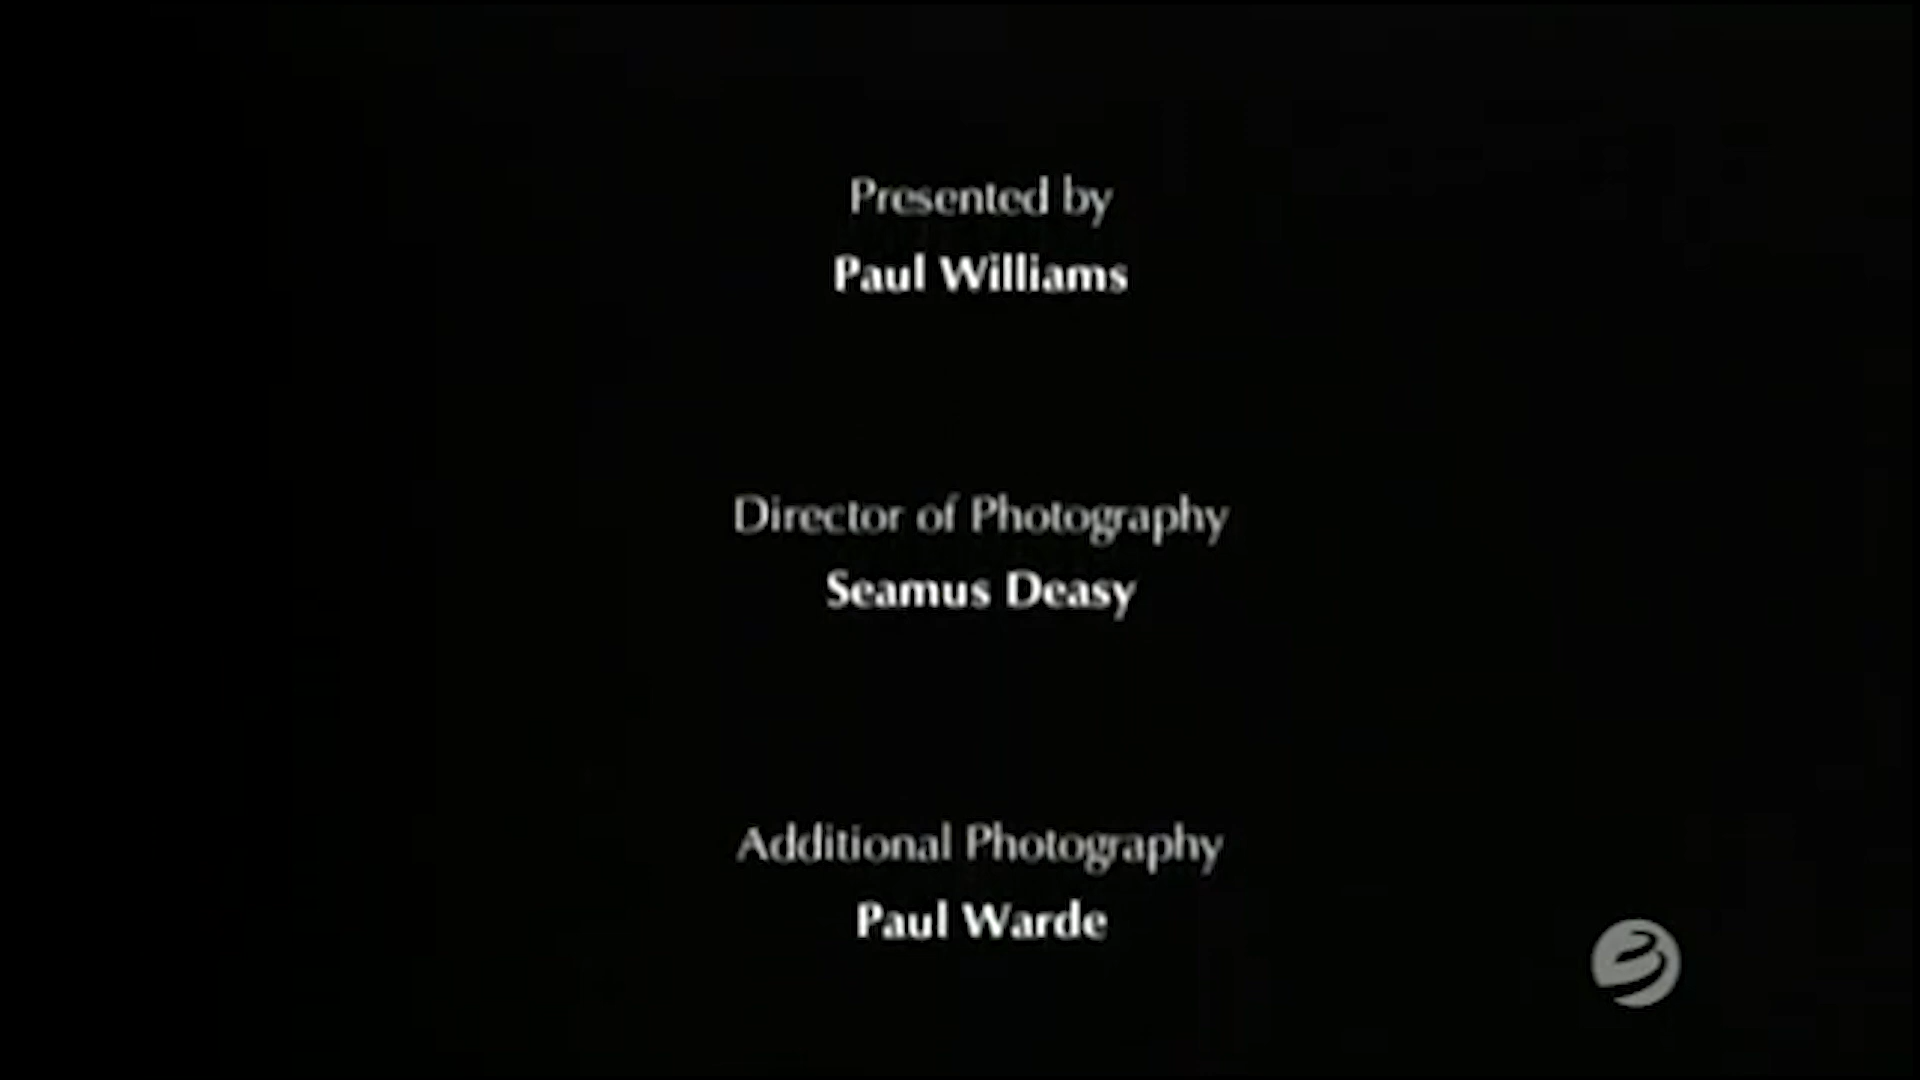 Presented by
Paul Williams
Director of Photography
Seamus Deasy
Additional Photography
Paul Warde